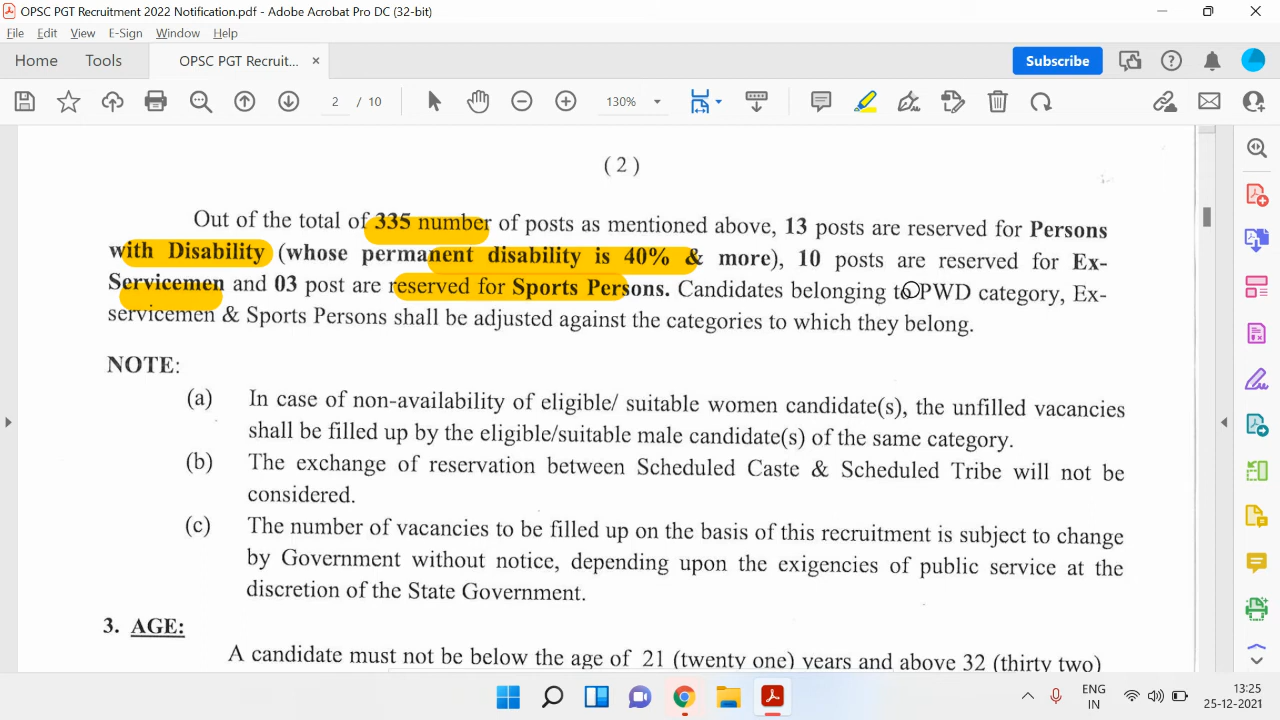 OPSC PGT Recruitment 2022 Notification.pdf - Adobe Acrobat Pro DC (32-bit)
File Edit View E-Sign Window Help
Home Tools OPSC PGT Recruit... × Subscribe
2 / 10 130%
( 2 )
Out of the total of 335 number of posts as mentioned above, 13 posts are reserved for Persons
with Disability (whose permanent disability is 40% & more), 10 posts are reserved for Ex-
Servicemen and 03 post are reserved for Sports Persons. Candidates belonging to PWD category, Ex-
servicemen & Sports Persons shall be adjusted against the categories to which they belong.
NOTE:
(a) In case of non-availability of eligible/ suitable women candidate(s), the unfilled vacancies
shall be filled up by the eligible/suitable male candidate(s) of the same category.
(b) The exchange of reservation between Scheduled Caste & Scheduled Tribe will not be
considered.
(c) The number of vacancies to be filled up on the basis of this recruitment is subject to change
by Government without notice, depending upon the exigencies of public service at the
discretion of the State Government.
3. AGE:
A candidate must not be below the age of 21 (twenty one) years and above 32 (thirty two)
ENG 13:25
IN 25-12-2021